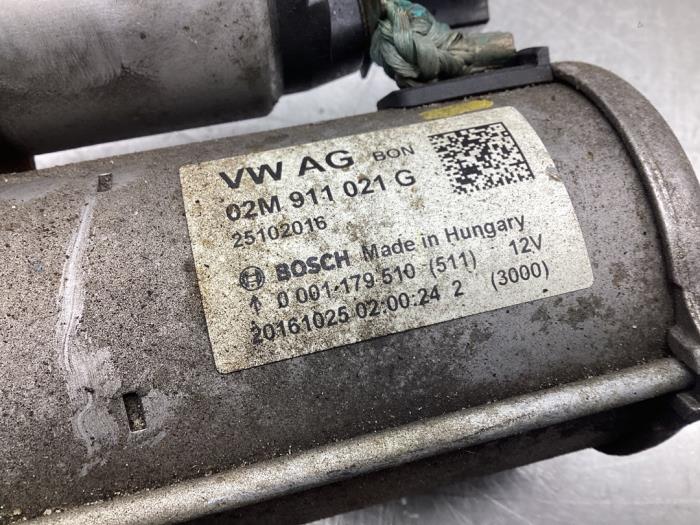 VW AG BON
02M 911 021 G
25102016
BOSCH Made in Hungary
↑ 0 001-179 510 (511) 12V
20161025 02:00:24 2 (3000)